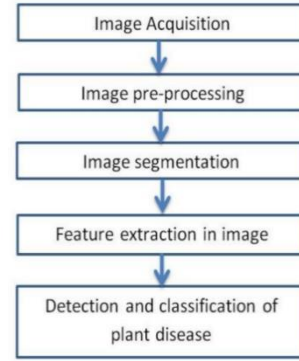 Image Acquisition
Image pre-processing
Image segmentation
Feature extraction in image
Detection and classification of
plant disease